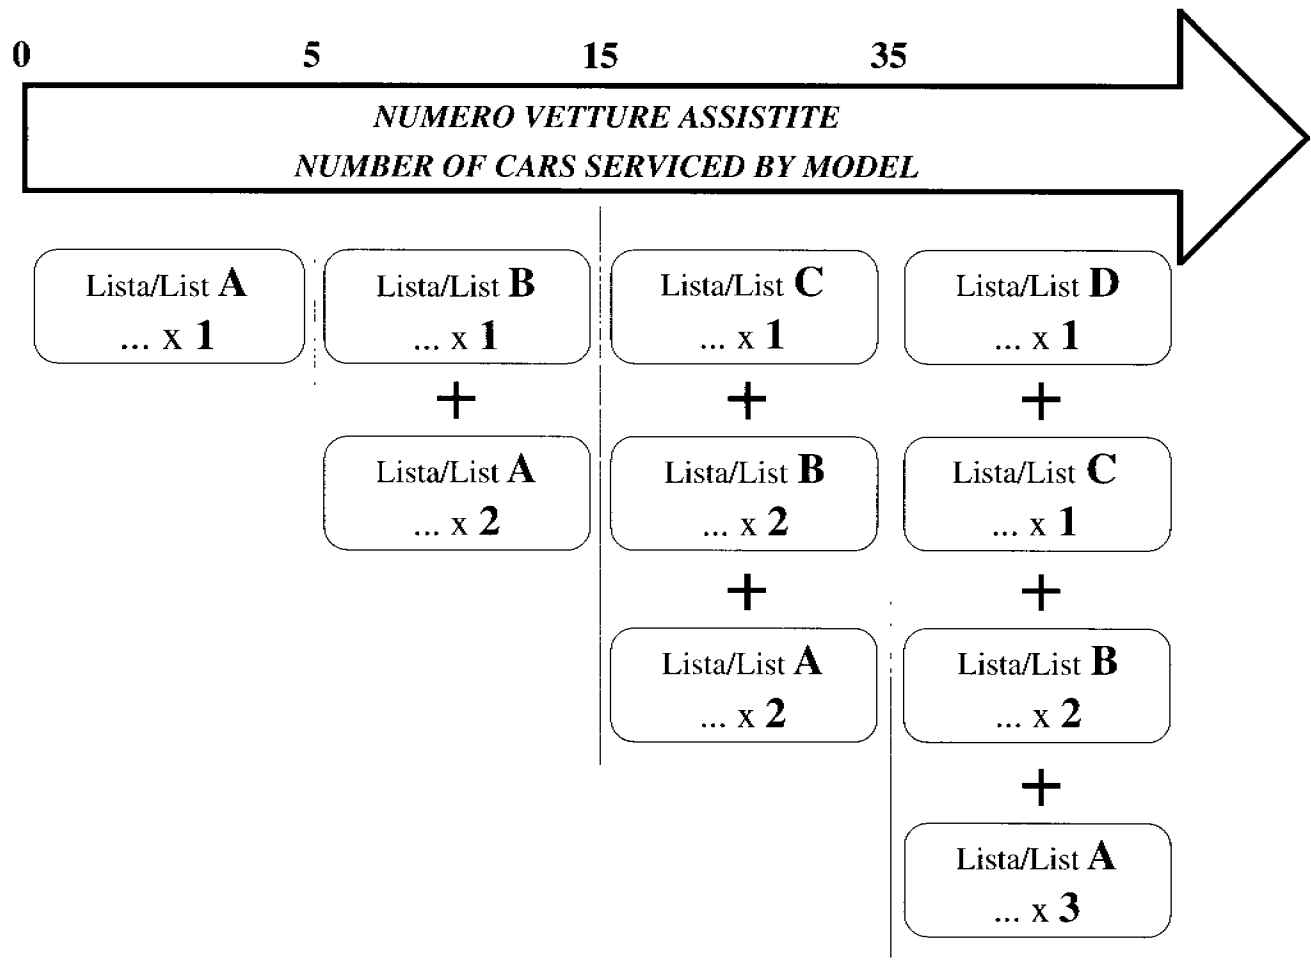 0 5 15 35
NUMERO VETTURE ASSISTITE
NUMBER OF CARS SERVICED BY MODEL
Lista/List A
... x 1
Lista/List B
... x 1
Lista/List C
... x 1
Lista/List D
... x 1
+ + +
Lista/List A
... x 2
Lista/List B
... x 2
Lista/List C
... x 1
+ +
Lista/List A
... x 2
Lista/List B
... x 2
+
Lista/List A
... x 3